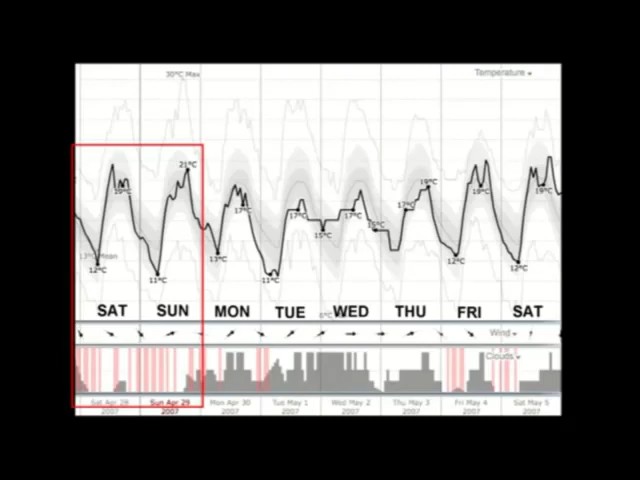 30°C Max
Temperature
21°C
19°C
19°C
17°C
17°C
17°C
17°C
19°C
19°C
15°C
15°C
13°C Mean
12°C
11°C
13°C
11°C
12°C
12°C
SAT SUN MON TUE WED THU FRI SAT
Wind
Clouds
Sat Apr 28 Sun Apr 29 Mon Apr 30 Tue May 1 Wed May 2 Thu May 3 Fri May 4 Sat May 5
2007 2007 2007 2007 2007 2007 2007 2007